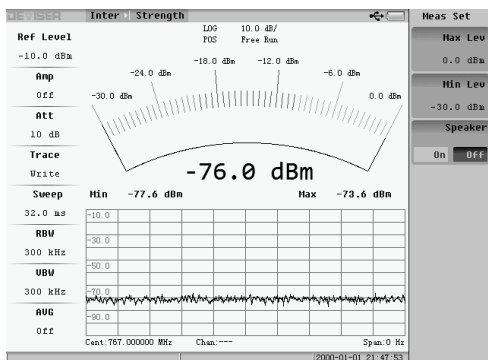 DEVISER
Inter Strength
Meas Set
Ref Level
-10.0 dBm
Amp
Off
Att
10 dB
Trace
Write
Sweep
32.0 ms
RBW
300 kHz
VBW
300 kHz
AVG
Off
LOG 10.0 dB/
POS Free Run
-30.0 dBm
-24.0 dBm
-18.0 dBm
-12.0 dBm
-6.0 dBm
0.0 dBm
-76.0 dBm
Min -77.6 dBm
Max -73.6 dBm
-10.0
-30.0
-50.0
-70.0
-90.0
Cent:767.000000 MHz Chan:--- Span:0 Hz
2000-01-01 21:47:53
Max Lev
0.0 dBm
Min Lev
-30.0 dBm
Speaker
On Off